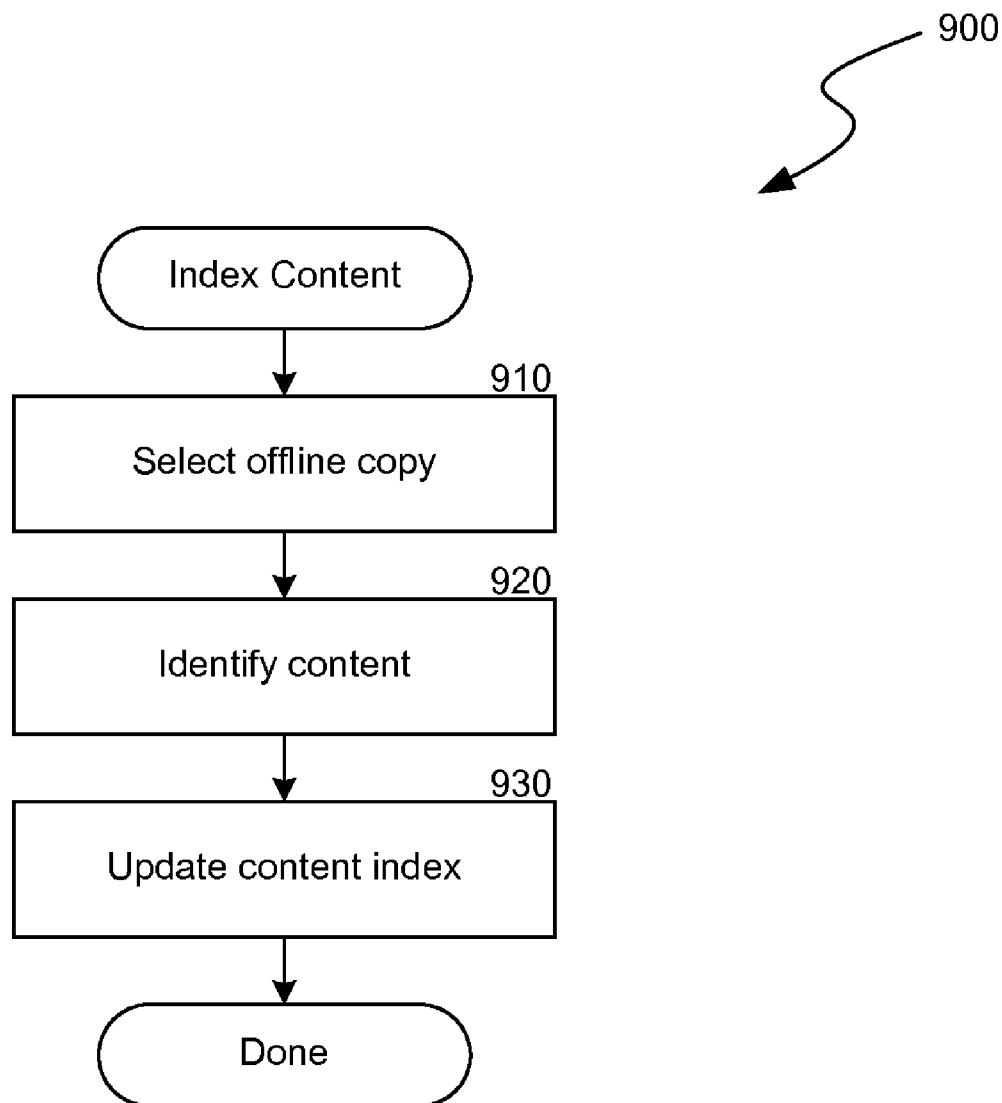 900
Index Content
910
Select offline copy
920
Identify content
930
Update content index
Done